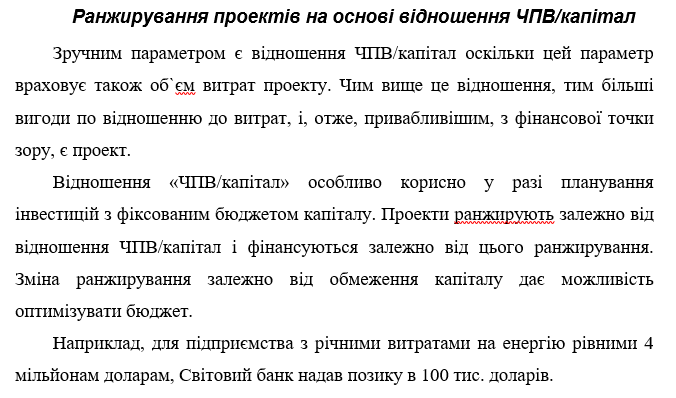 Ранжирування проектів на основі відношення ЧПВ/капітал
Зручним параметром є відношення ЧПВ/капітал оскільки цей параметр
враховує також об`єм витрат проекту. Чим вище це відношення, тим більші
вигоди по відношенню до витрат, і, отже, привабливішим, з фінансової точки
зору, є проект.
Відношення «ЧПВ/капітал» особливо корисно у разі планування
інвестицій з фіксованим бюджетом капіталу. Проекти ранжирують залежно від
відношення ЧПВ/капітал і фінансуються залежно від цього ранжирування.
Зміна ранжирування залежно від обмеження капіталу дає можливість
оптимізувати бюджет.
Наприклад, для підприємства з річними витратами на енергію рівними 4
мільйонам доларам, Світовий банк надав позику в 100 тис. доларів.